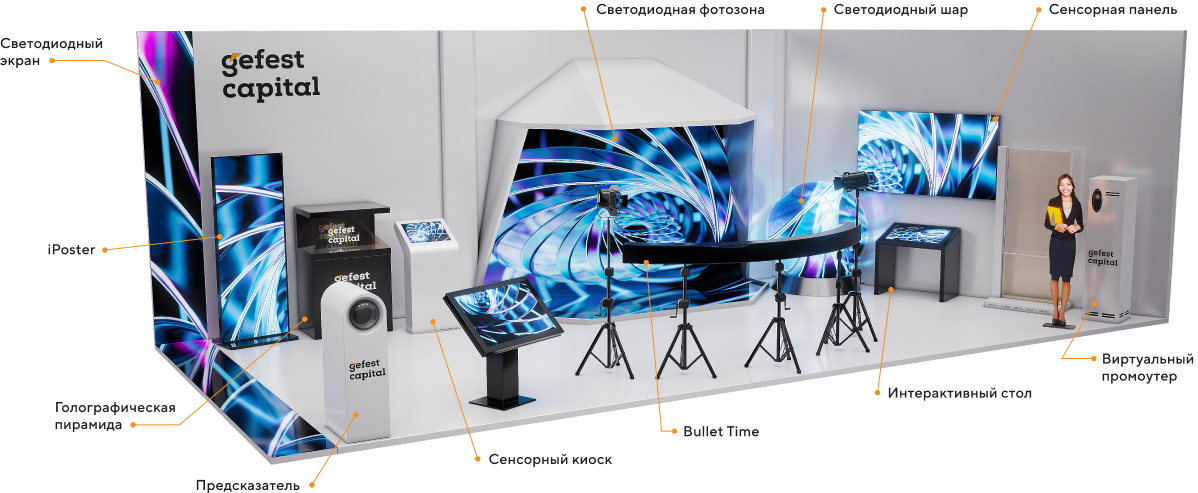 Светодиодная фотозона
Светодиодный шар
Сенсорная панель
Светодиодный
экран
gefest
capital
iPoster
gefest
capital
gefest
capital
gefest
capital
gefest
capital
Голографическая
пирамида
Предсказатель
Сенсорный киоск
Bullet Time
Интерактивный стол
Виртуальный
промоутер